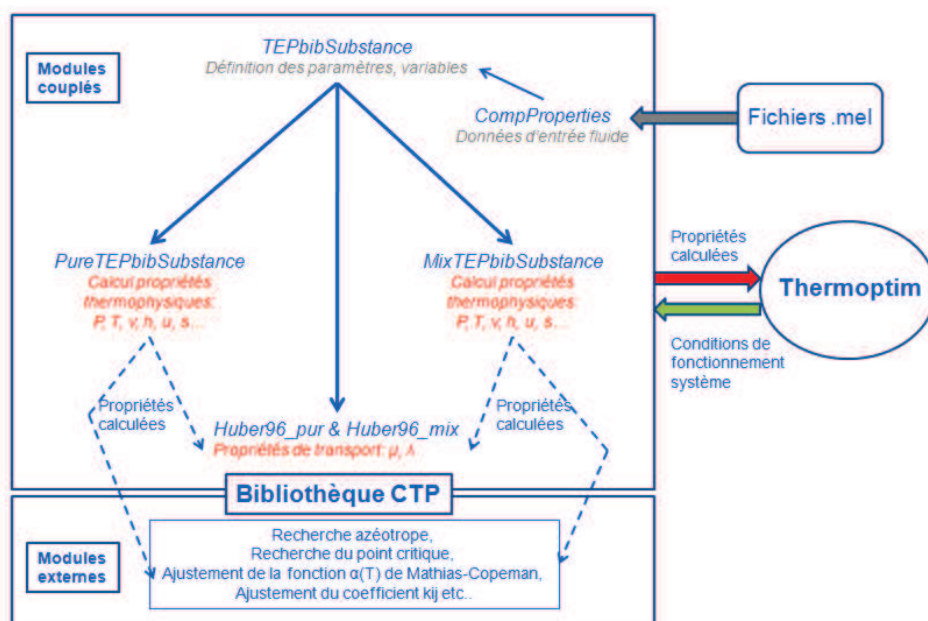 TEPbibSubstance
Définition des paramètres, variables
Modules
couplés
CompProperties
Données d'entrée fluide
Fichiers .mel
PureTEPbibSubstance
Calcul propriétés
thermophysiques:
P, T, v, h, u, s...
MixTEPbibSubstance
Calcul propriétés
thermophysiques:
P, T, v, h, u, s...
Propriétés
calculées
Thermoptim
Conditions de
fonctionnement
système
Propriétés
calculées
Propriétés
calculées
Huber96_pur & Huber96_mix
Propriétés de transport: μ, λ
Bibliothèque CTP
Modules
externes
Recherche azéotrope,
Recherche du point critique,
Ajustement de la fonction α(T) de Mathias-Copeman,
Ajustement du coefficient kij etc..